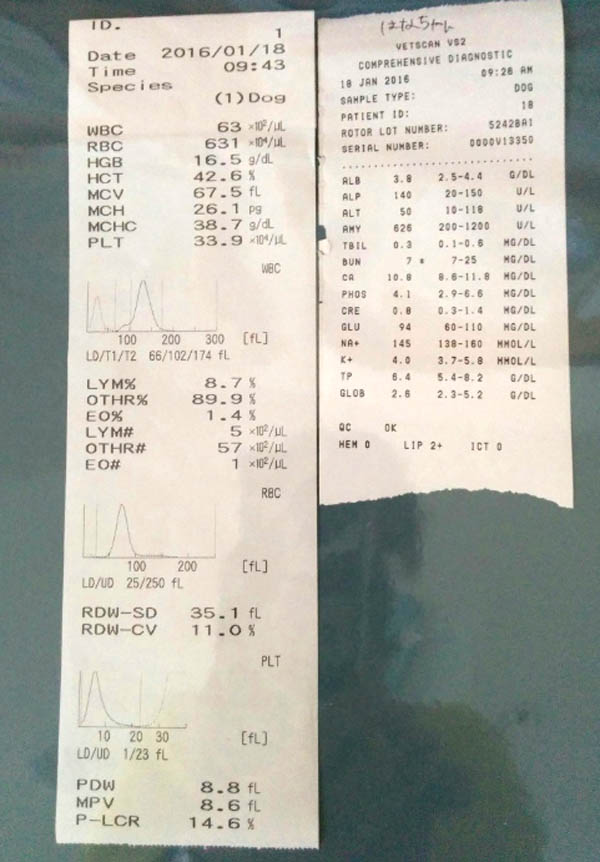 ID.
1
Date 2016/01/18
Time 09:43
Species
(1)Dog
WBC 63 ×10²/μL
RBC 631 ×10⁴/μL
HGB 16.5 g/dL
HCT 42.6 %
MCV 67.5 fL
MCH 26.1 pg
MCHC 38.7 g/dL
PLT 33.9 ×10⁴/μL
WBC
100 200 300 [fL]
LD/T1/T2 66/102/174 fL
LYM% 8.7 %
OTHR% 89.9 %
EO% 1.4 %
LYM# 5 ×10²/μL
OTHR# 57 ×10²/μL
EO# 1 ×10²/μL
RBC
100 200 [fL]
LD/UD 25/250 fL
RDW-SD 35.1 fL
RDW-CV 11.0 %
PLT
10 20 30 [fL]
LD/UD 1/23 fL
PDW 8.8 fL
MPV 8.6 fL
P-LCR 14.6 %
はなちゃん
VETSCAN VS2
COMPREHENSIVE DIAGNOSTIC
18 JAN 2016 09:26 AM
SAMPLE TYPE: DOG
PATIENT ID: 18
ROTOR LOT NUMBER: 5242BA1
SERIAL NUMBER: 0000V13350
ALB 3.8 2.5-4.4 G/DL
ALP 140 20-150 U/L
ALT 50 10-118 U/L
AMY 626 200-1200 U/L
TBIL 0.3 0.1-0.6 MG/DL
BUN 7 * 7-25 MG/DL
CA 10.8 8.6-11.8 MG/DL
PHOS 4.1 2.9-6.6 MG/DL
CRE 0.8 0.3-1.4 MG/DL
GLU 94 60-110 MG/DL
NA+ 145 138-160 MMOL/L
K+ 4.0 3.7-5.8 MMOL/L
TP 6.4 5.4-8.2 G/DL
GLOB 2.6 2.3-5.2 G/DL
QC OK
HEM 0 LIP 2+ ICT 0